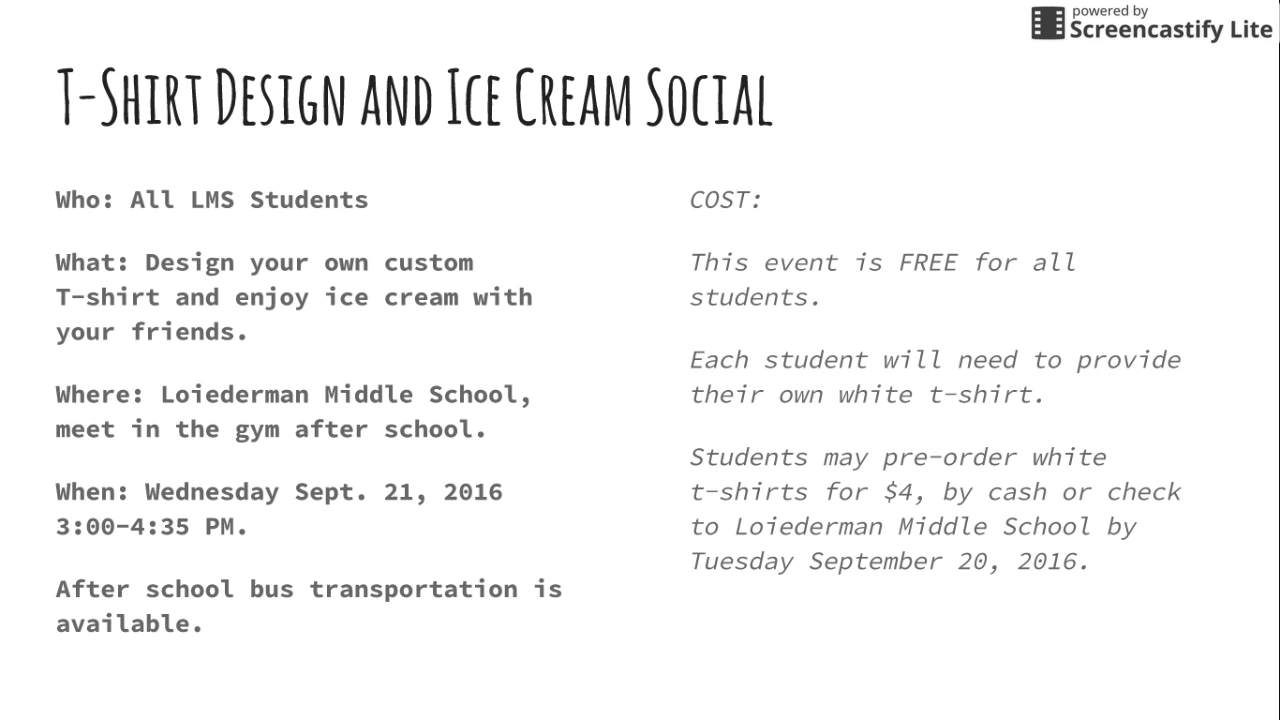 powered by
Screencastify Lite
T-Shirt Design and Ice Cream Social
Who: All LMS Students
What: Design your own custom
T-shirt and enjoy ice cream with
your friends.
Where: Loiederman Middle School,
meet in the gym after school.
When: Wednesday Sept. 21, 2016
3:00-4:35 PM.
After school bus transportation is
available.
COST:
This event is FREE for all
students.
Each student will need to provide
their own white t-shirt.
Students may pre-order white
t-shirts for $4, by cash or check
to Loiederman Middle School by
Tuesday September 20, 2016.